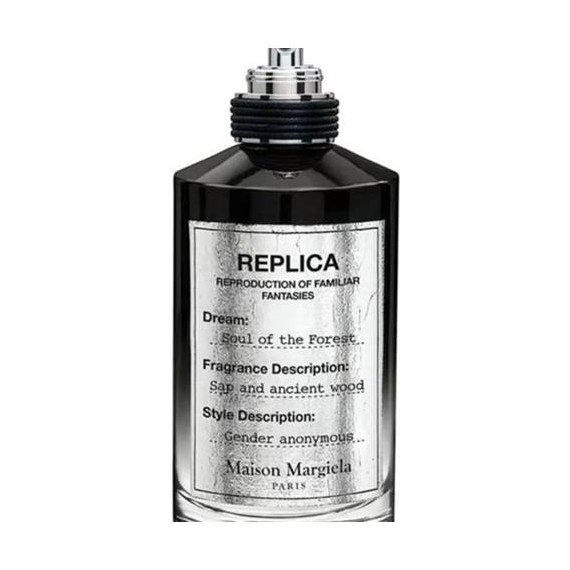 REPLICA
REPRODUCTION OF FAMILIAR
FANTASIES
Dream:
Soul of the Forest
Fragrance Description:
Sap and ancient wood
Style Description:
Gender anonymous
Maison Margiela
PARIS